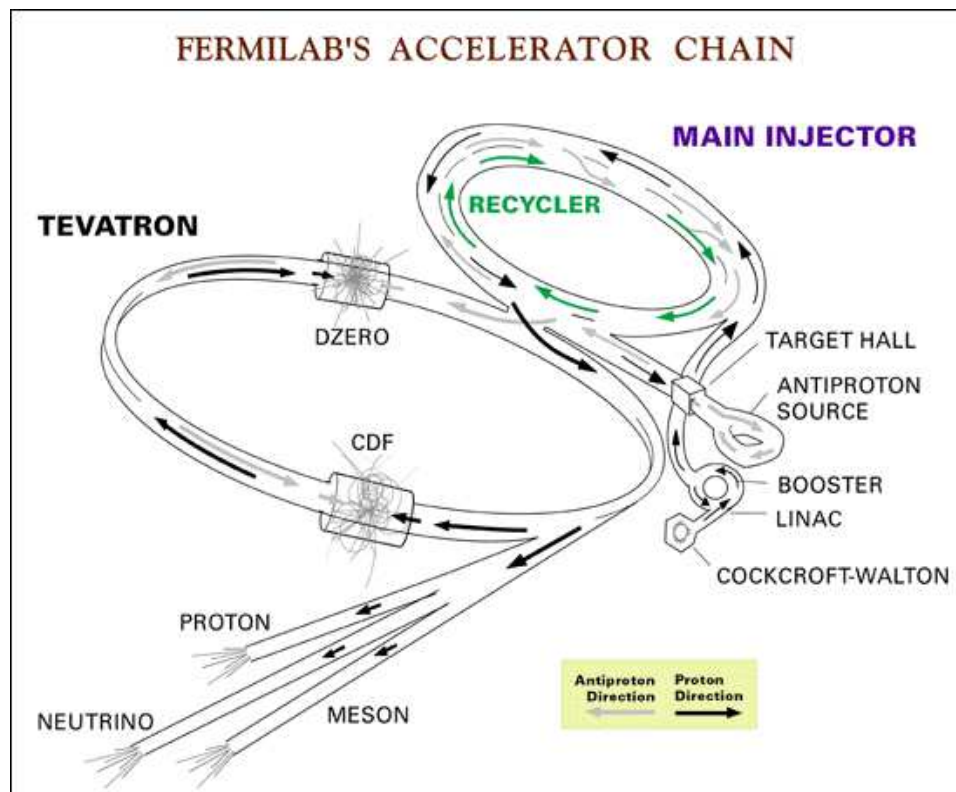 FERMILAB'S ACCELERATOR CHAIN
MAIN INJECTOR
RECYCLER
TEVATRON
DZERO
TARGET HALL
ANTIPROTON
SOURCE
CDF
BOOSTER
LINAC
COCKCROFT-WALTON
PROTON
NEUTRINO
MESON
Antiproton
Direction
Proton
Direction